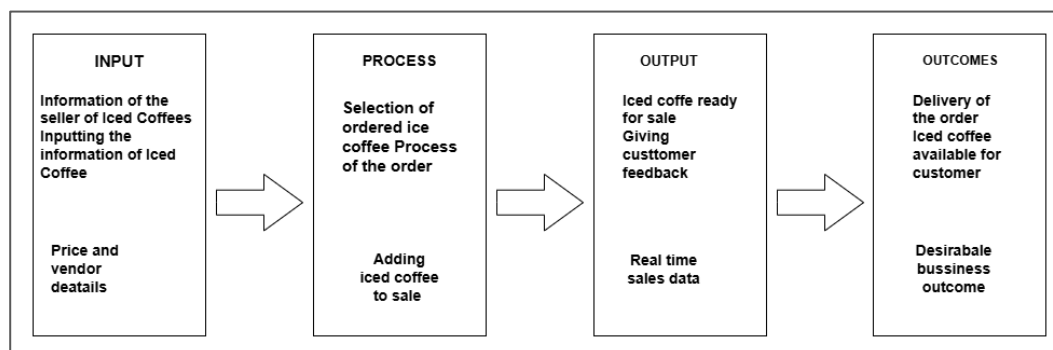 INPUT
Information of the
seller of Iced Coffees
Inputting the
information of Iced
Coffee
Price and
vendor
deatails
PROCESS
Selection of
ordered ice
coffee Process
of the order
Adding
iced coffee
to sale
OUTPUT
Iced coffe ready
for sale
Giving
custtomer
feedback
Real time
sales data
OUTCOMES
Delivery of
the order
Iced coffee
available for
customer
Desirabale
bussiness
outcome